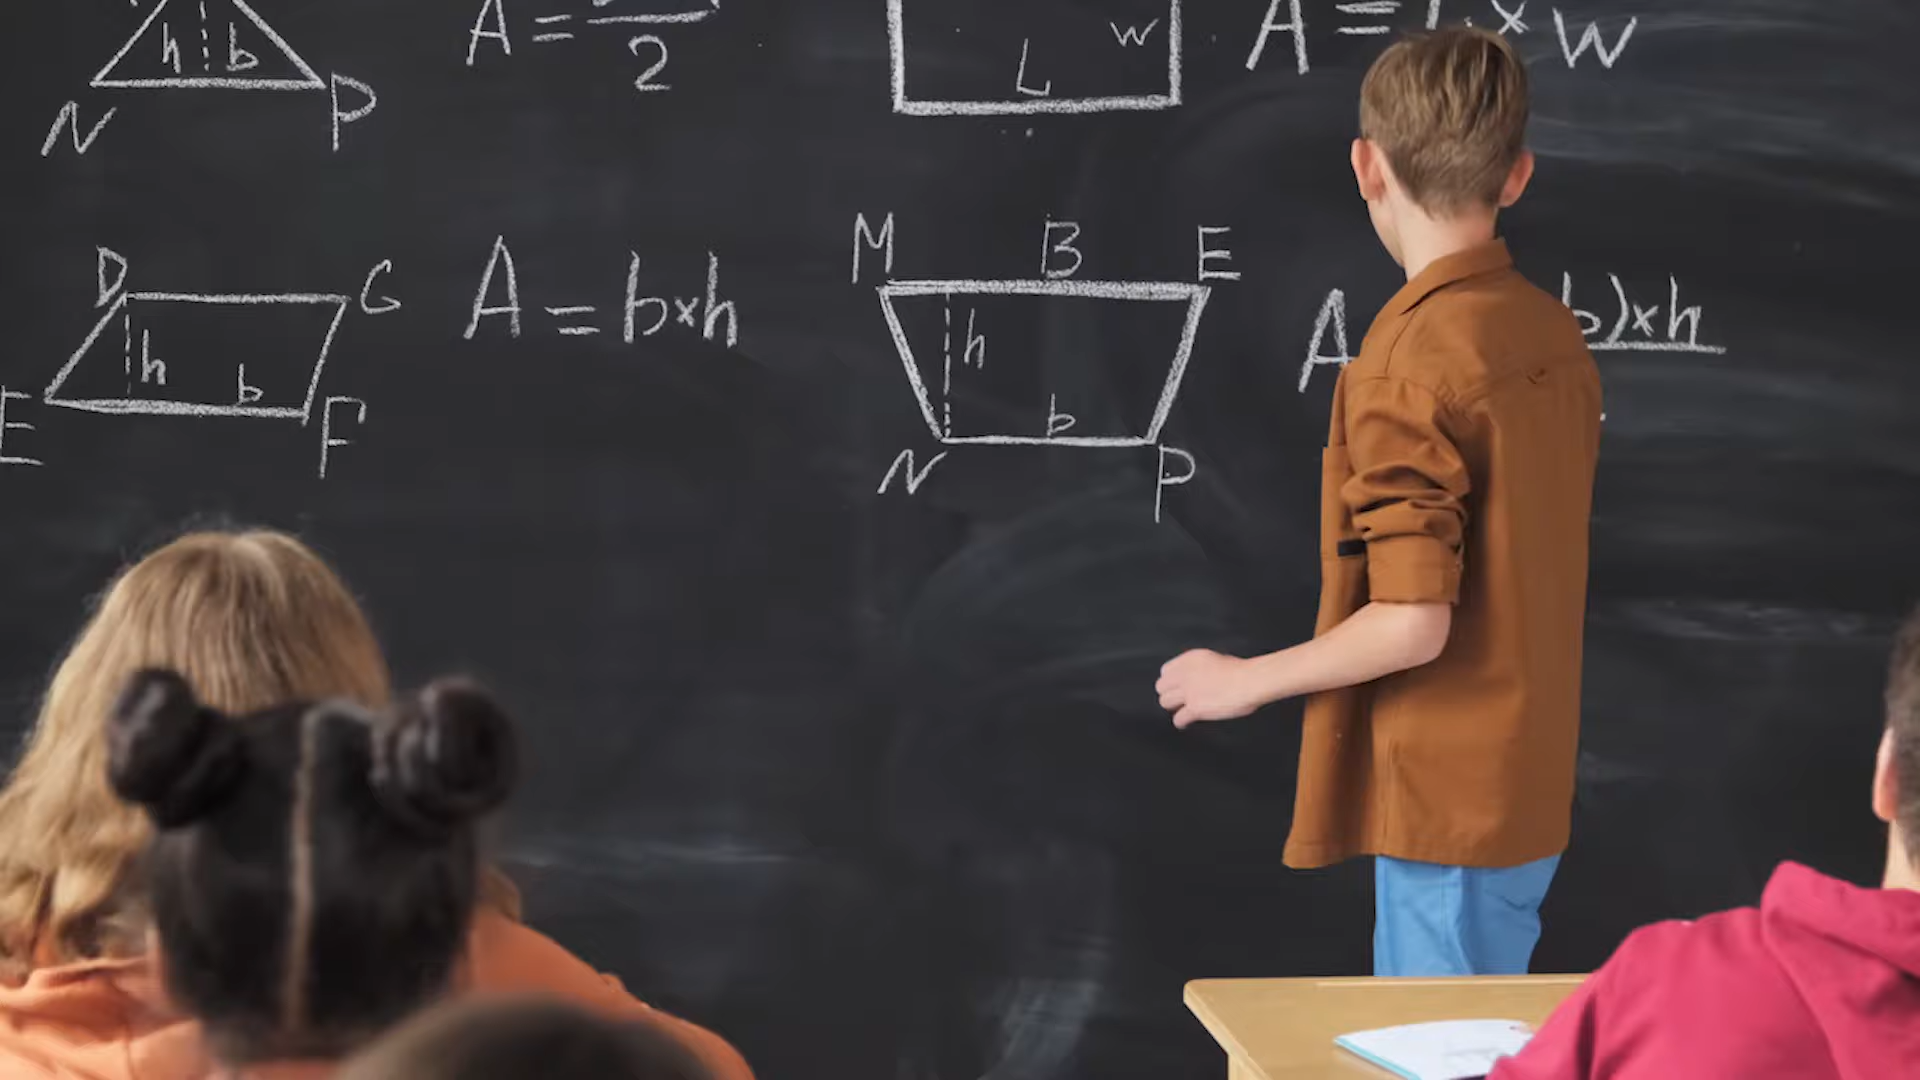 h b
N P
A = 2
w
L
A = L × W
D G
h
b
E F
A = b×h
M B E
h
b
N P
A b)×h